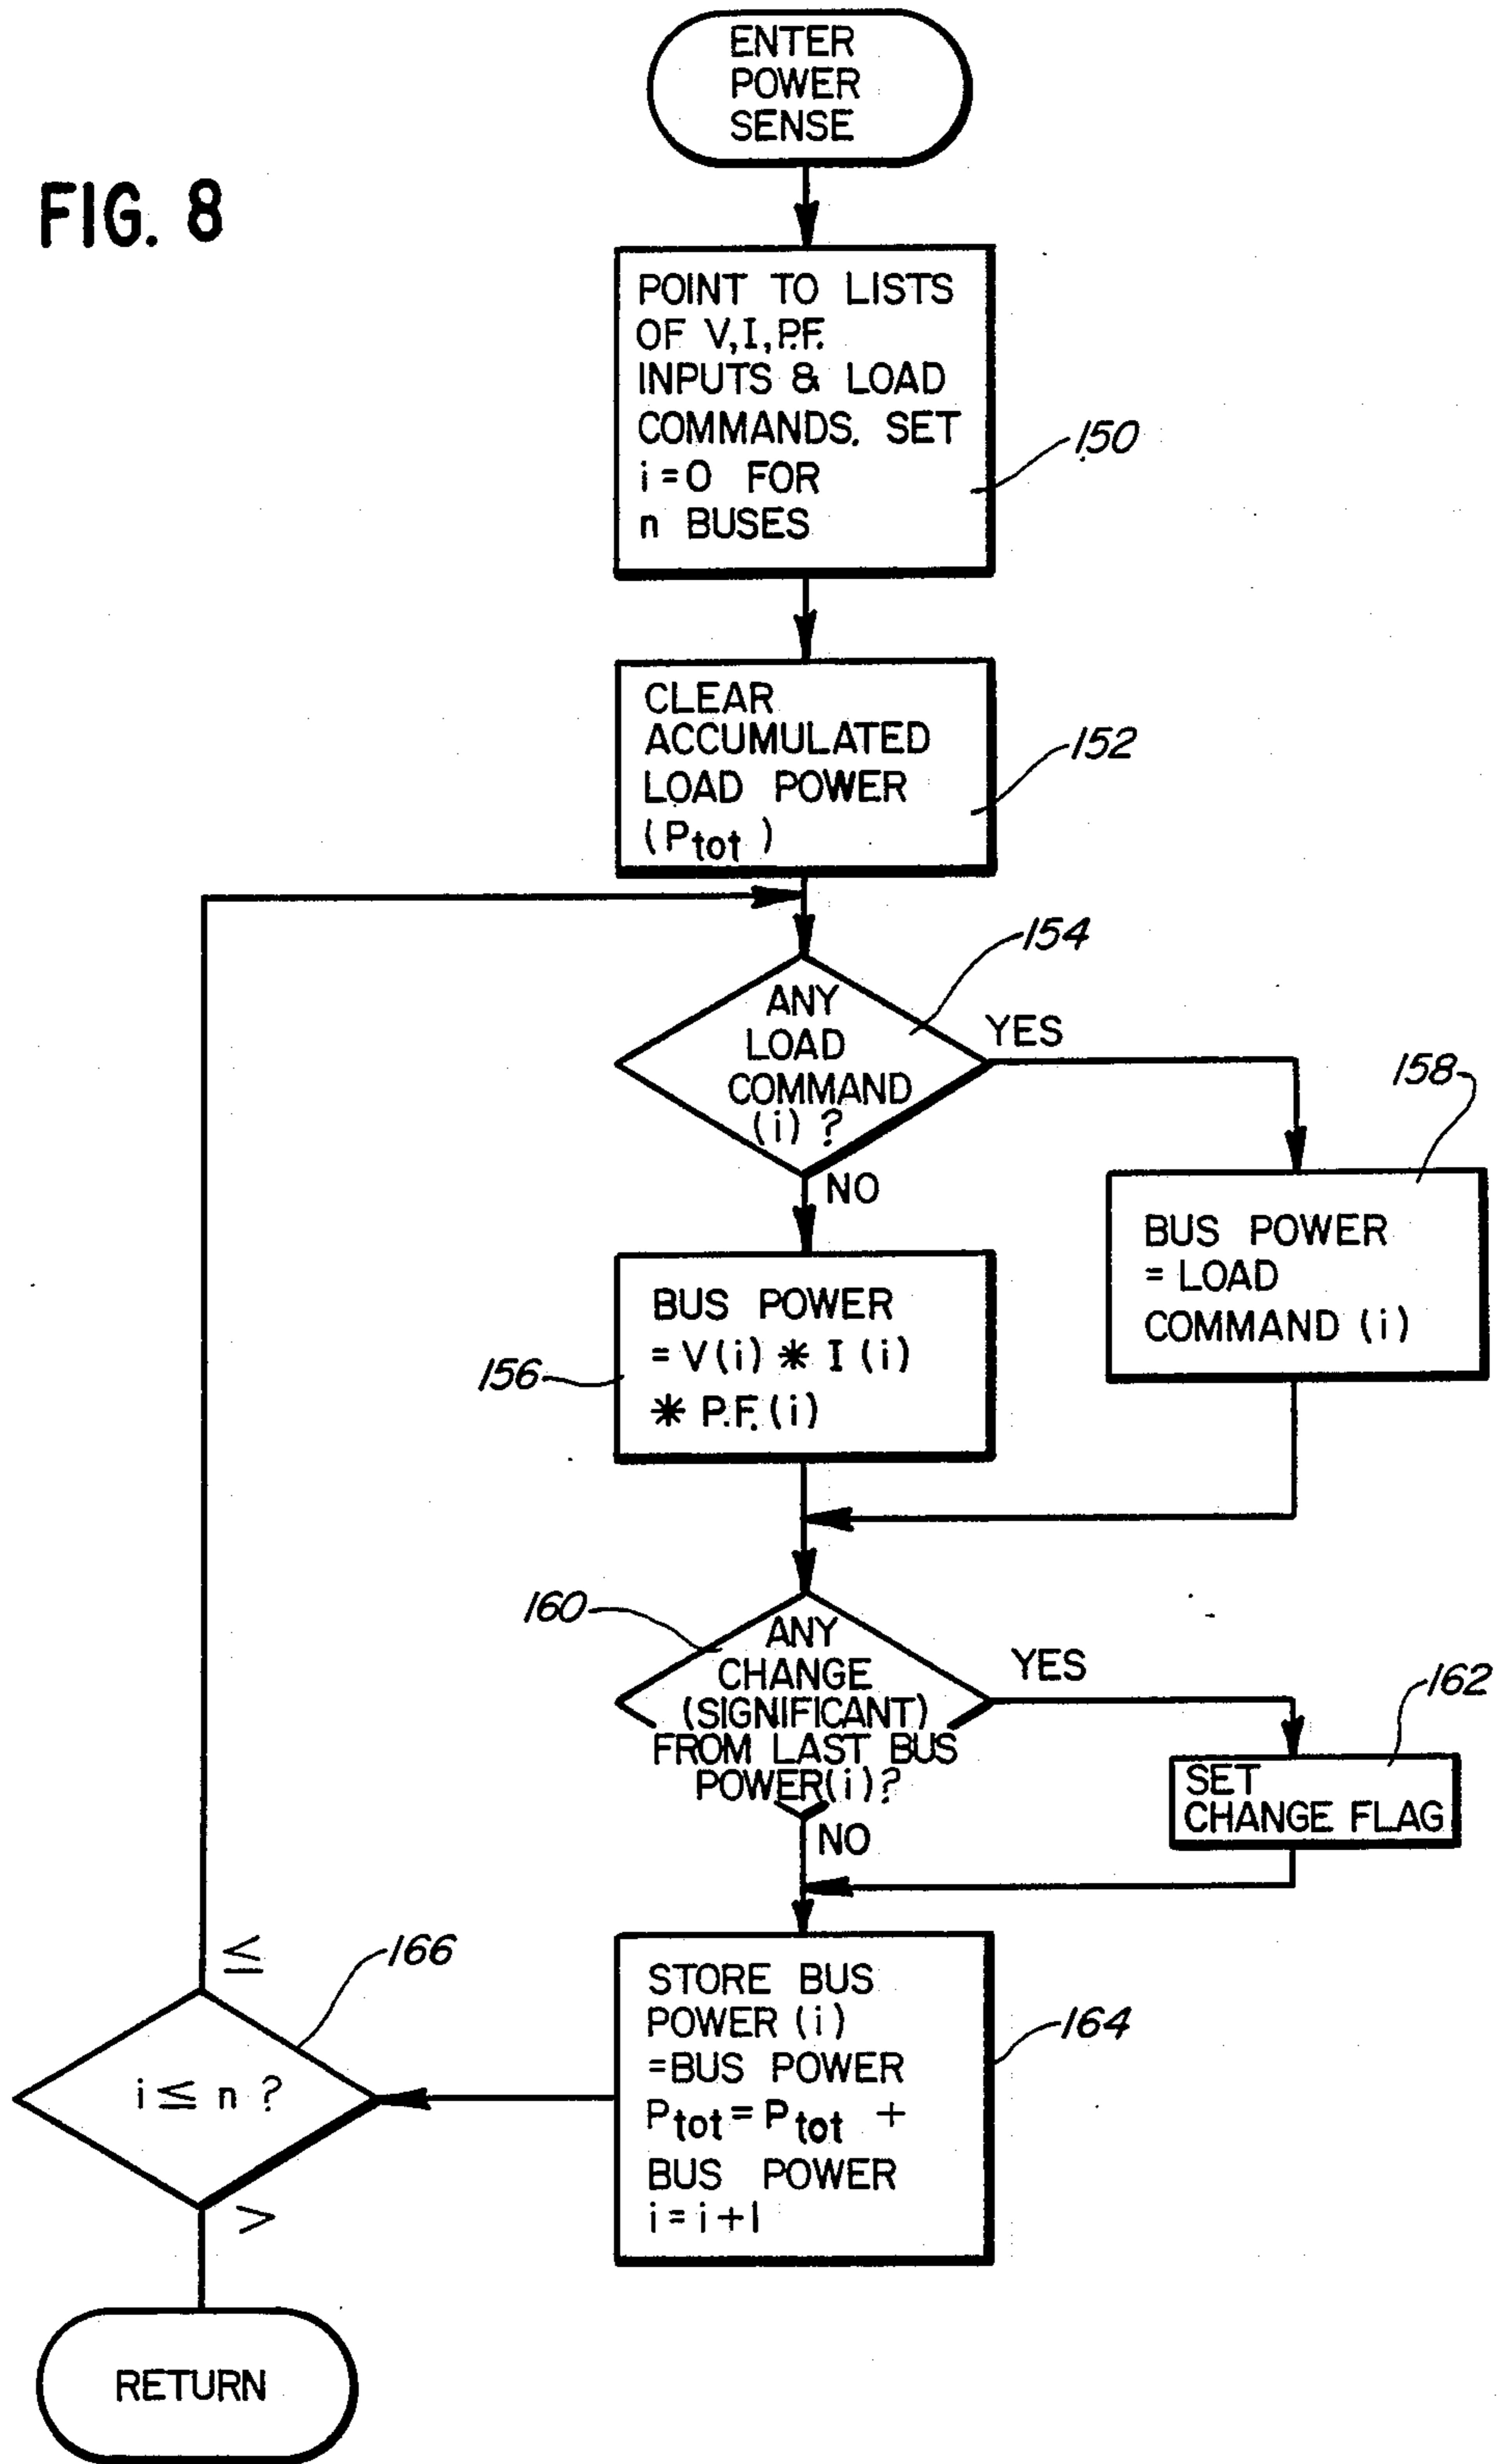 FIG. 8
ENTER
POWER
SENSE
POINT TO LISTS
OF V,I,P.F.
INPUTS & LOAD
COMMANDS. SET
i=0 FOR
n BUSES
150
CLEAR
ACCUMULATED
LOAD POWER
(Ptot)
152
154
ANY
LOAD
COMMAND
(i) ?
YES
NO
158
BUS POWER
= LOAD
COMMAND (i)
BUS POWER
= V(i) * I (i)
* P.F. (i)
156
160
ANY
CHANGE
(SIGNIFICANT)
FROM LAST BUS
POWER(i)?
YES
NO
162
SET
CHANGE FLAG
STORE BUS
POWER (i)
=BUS POWER
Ptot = Ptot +
BUS POWER
i = i+1
164
166
≤
i ≤ n ?
>
RETURN